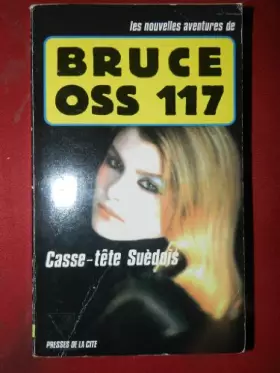 les nouvelles aventures de
BRUCE
OSS 117
Casse-tête Suèdois
PRESSES DE LA CITE